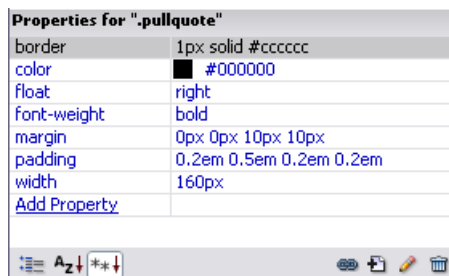 Properties for ".pullquote"
border 1px solid #cccccc
color #000000
float right
font-weight bold
margin 0px 0px 10px 10px
padding 0.2em 0.5em 0.2em 0.2em
width 160px
Add Property
AZ **